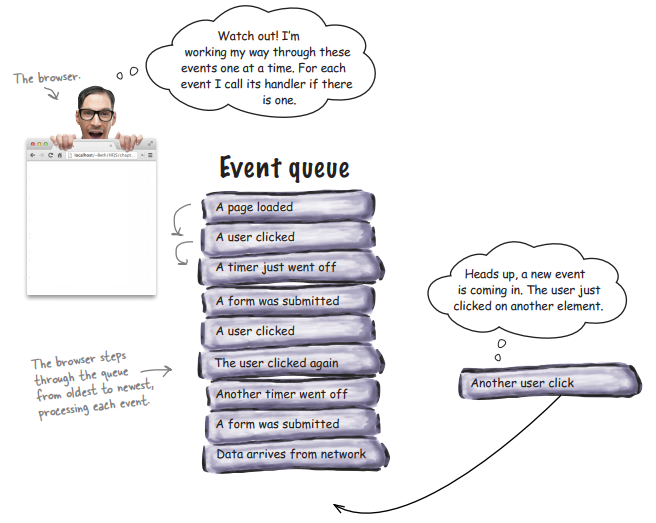 Watch out! I'm
working my way through these
events one at a time. For each
event I call its handler if there
is one.
The browser.
localhost/~Beth/HFJS/chapt
Event queue
A page loaded
A user clicked
A timer just went off
A form was submitted
A user clicked
The user clicked again
Another timer went off
A form was submitted
Data arrives from network
The browser steps
through the queue
from oldest to newest,
processing each event.
Heads up, a new event
is coming in. The user just
clicked on another element.
Another user click